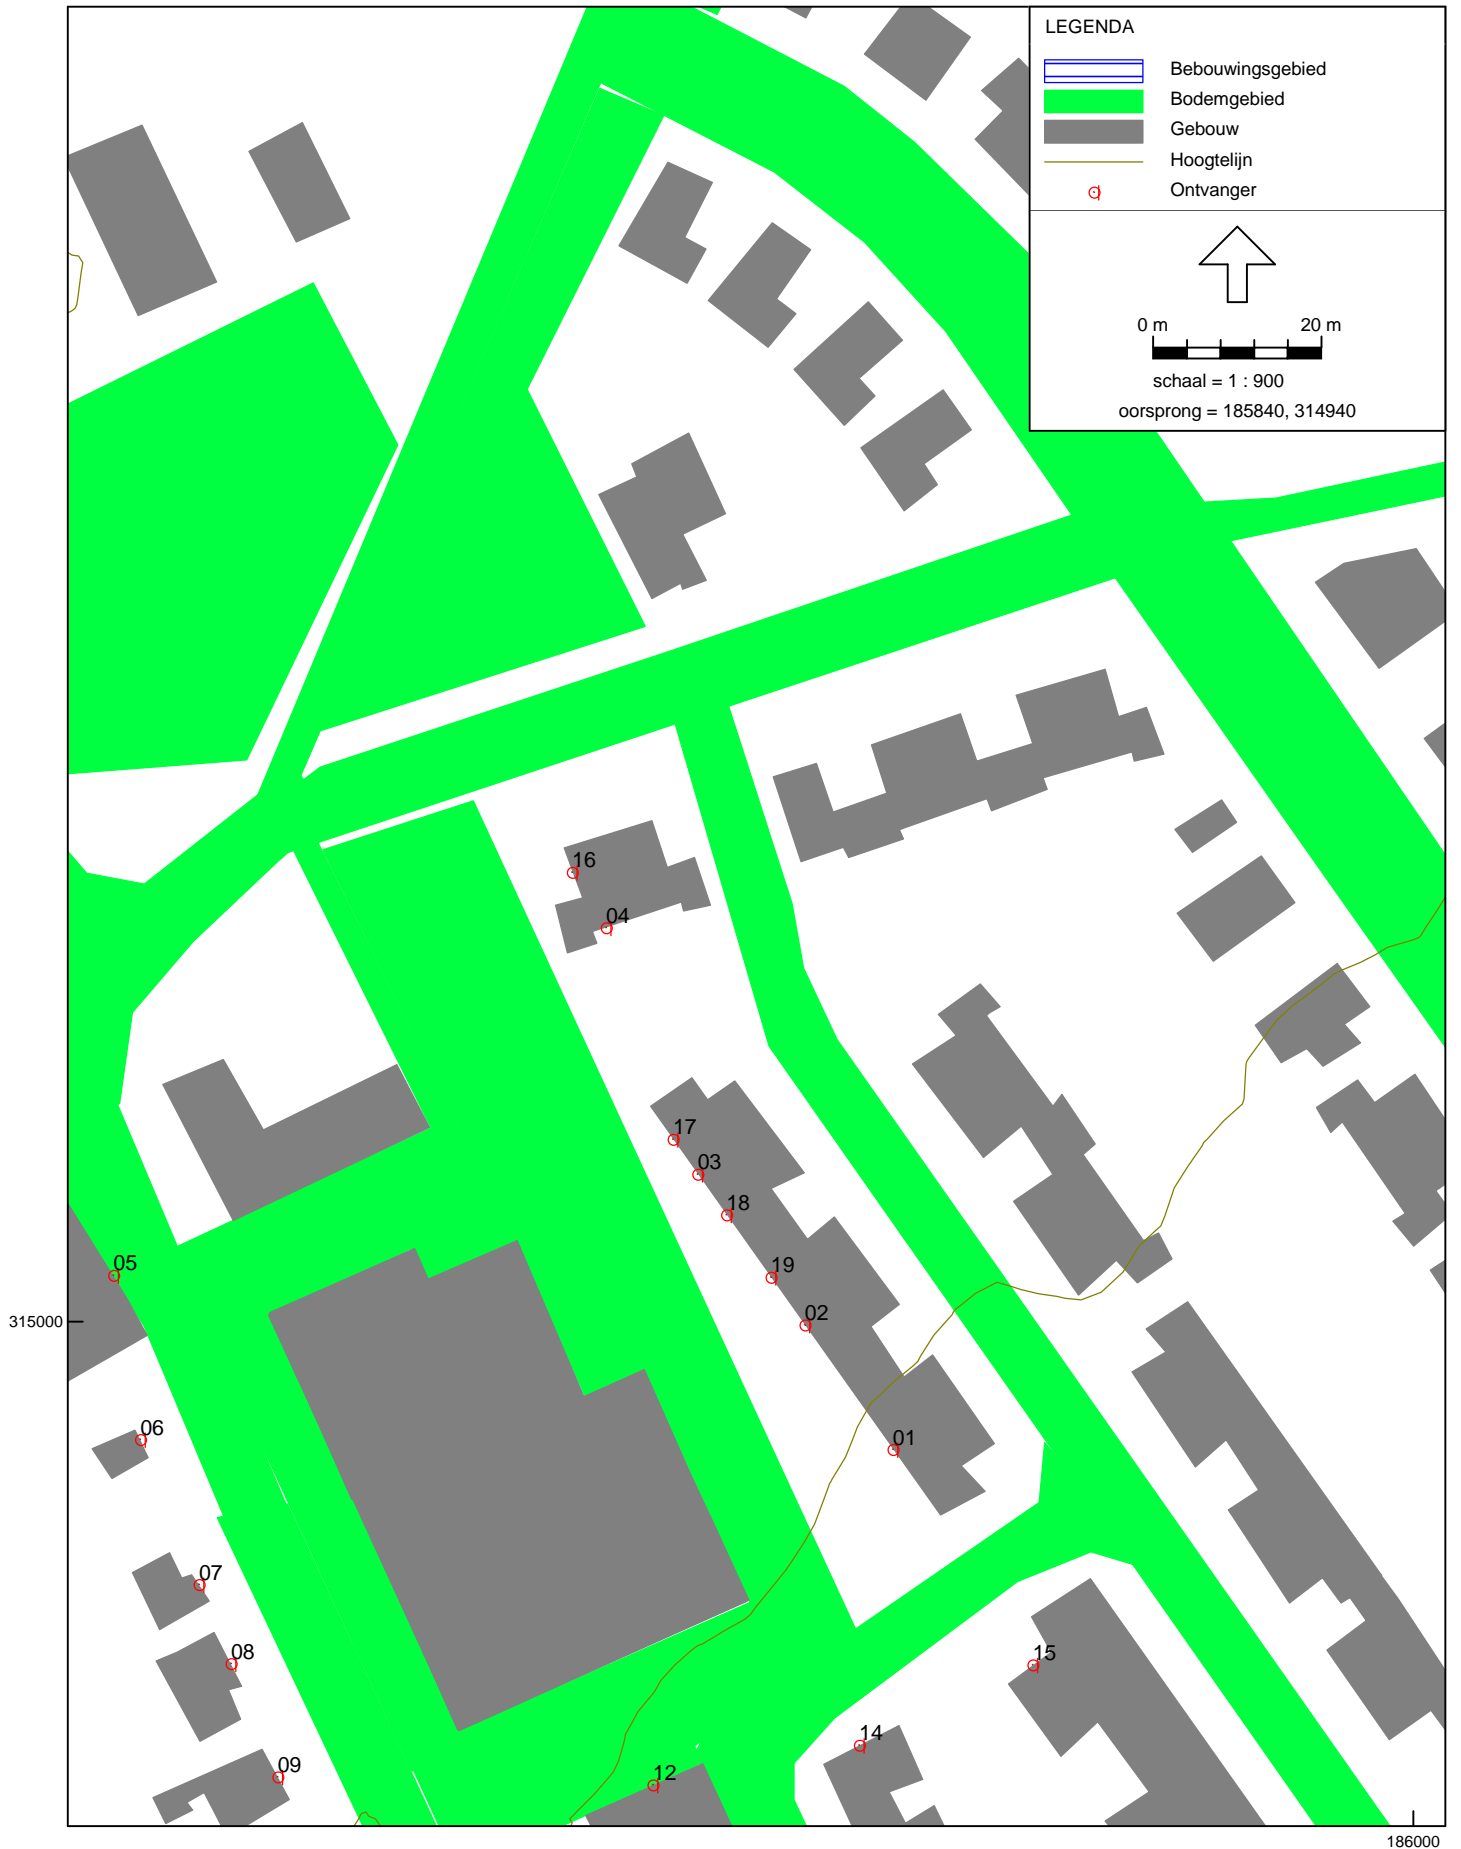 LEGENDA
Bebouwingsgebied
Bodemgebied
Gebouw
Hoogtelijn
Ontvanger
0 m 20 m
schaal = 1 : 900
oorsprong = 185840, 314940
16
04
17
03
18
05
19
315000
02
06
01
07
08
15
14
09
12
186000